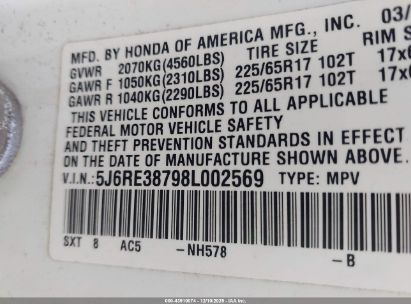 MFD. BY HONDA OF AMERICA MFG., INC. 03/
GVWR 2070KG(4560LBS) TIRE SIZE RIM S
GAWR F 1050KG(2310LBS) 225/65R17 102T 17x6
GAWR R 1040KG(2290LBS) 225/65R17 102T 17x6
THIS VEHICLE CONFORMS TO ALL APPLICABLE
FEDERAL MOTOR VEHICLE SAFETY
AND THEFT PREVENTION STANDARDS IN EFFECT
ON THE DATE OF MANUFACTURE SHOWN ABOVE.
V.I.N.: 5J6RE38798L002569 TYPE: MPV
SXT 8 AC5 -NH578 -B